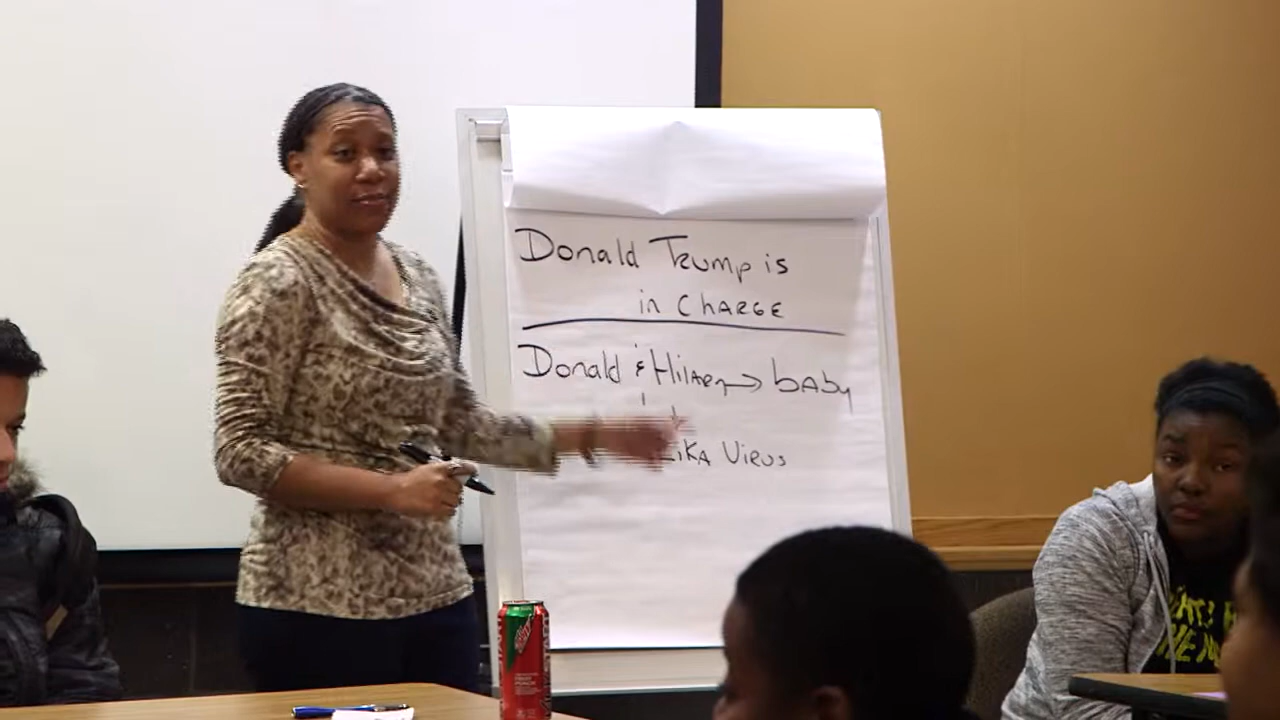 Donald Trump is
in ChARGE
Donald & HilARy → bAby
ZikA Virus